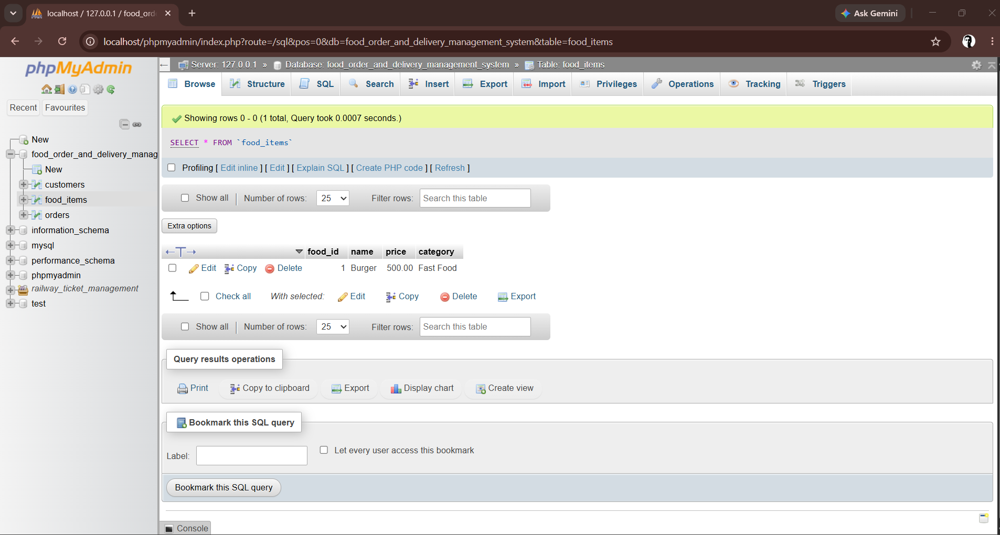 localhost / 127.0.0.1 / food_ord
Ask Gemini
localhost/phpmyadmin/index.php?route=/sql&pos=0&db=food_order_and_delivery_management_system&table=food_items
phpMyAdmin
Recent Favourites
New
food_order_and_delivery_manag
New
customers
food_items
orders
information_schema
mysql
performance_schema
phpmyadmin
railway_ticket_management
test
Server: 127.0.0.1 » Database: food_order_and_delivery_management_system » Table: food_items
Browse Structure SQL Search Insert Export Import Privileges Operations Tracking Triggers
Showing rows 0 - 0 (1 total, Query took 0.0007 seconds.)
SELECT * FROM `food_items`
Profiling [ Edit inline ] [ Edit ] [ Explain SQL ] [ Create PHP code ] [ Refresh ]
Show all Number of rows: 25 Filter rows: Search this table
Extra options
food_id name price category
Edit Copy Delete 1 Burger 500.00 Fast Food
Check all With selected: Edit Copy Delete Export
Show all Number of rows: 25 Filter rows: Search this table
Query results operations
Print Copy to clipboard Export Display chart Create view
Bookmark this SQL query
Label: Let every user access this bookmark
Bookmark this SQL query
Console